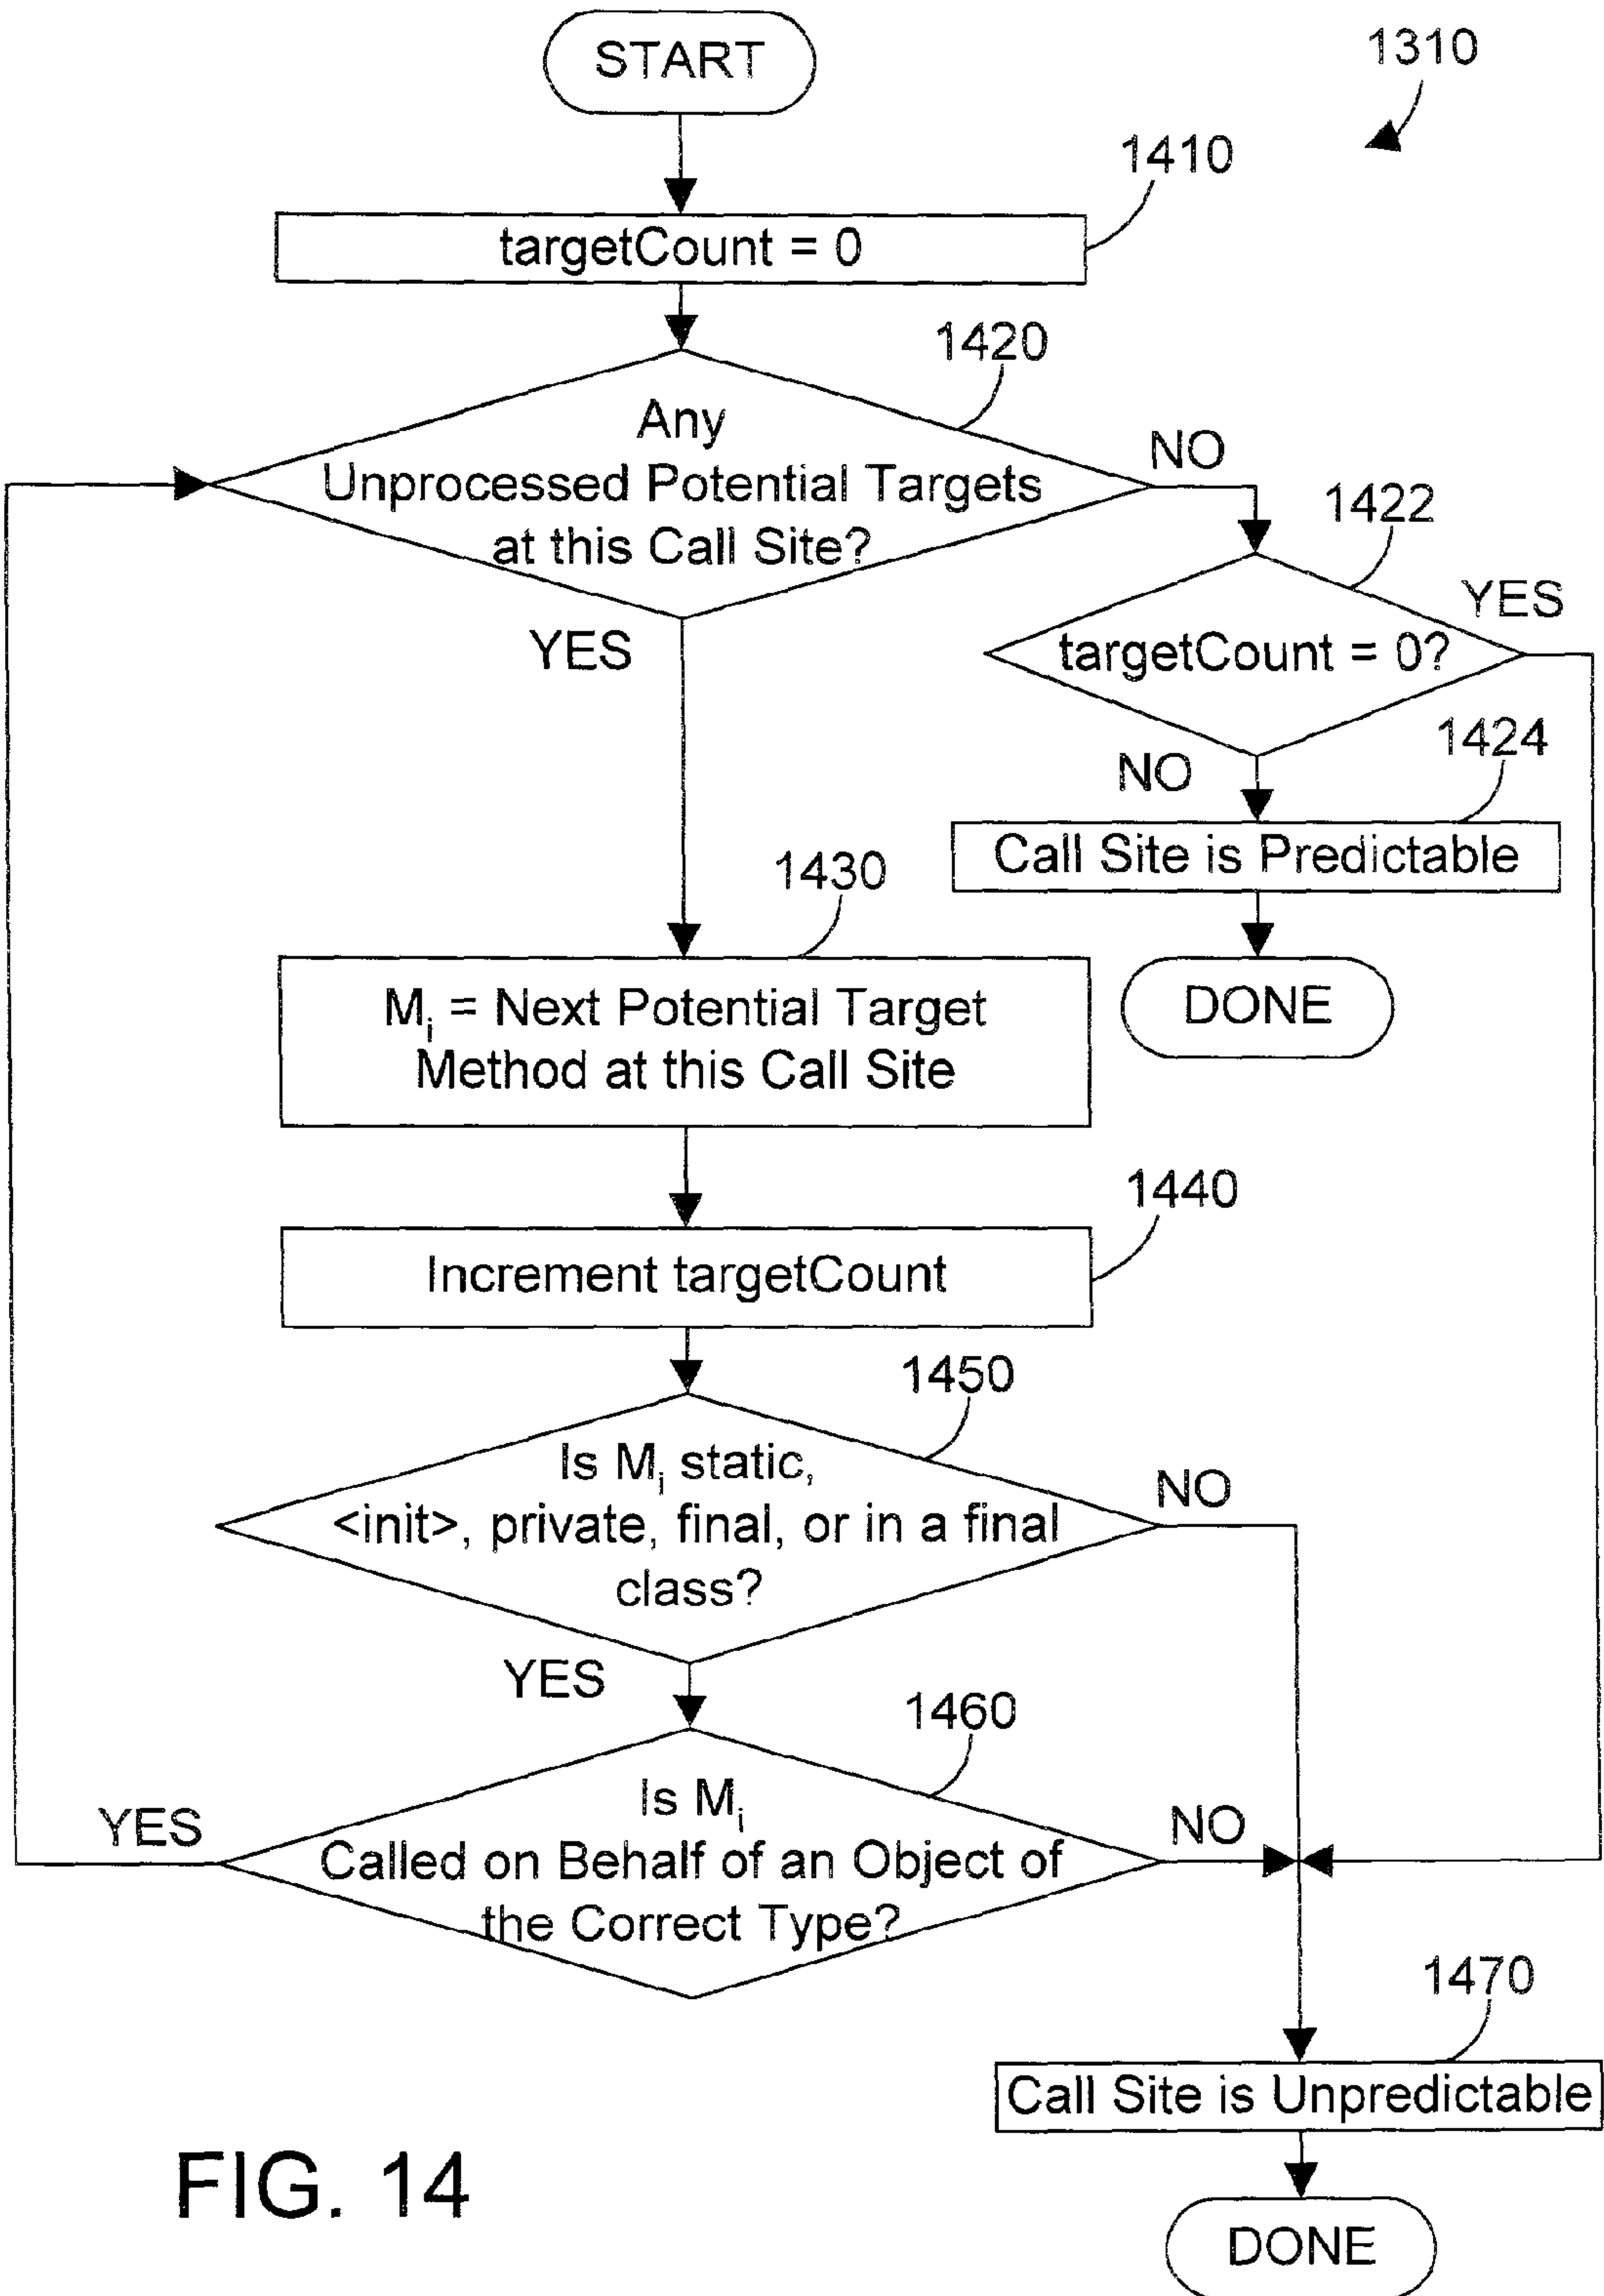 START
1310
1410
targetCount = 0
1420
Any
Unprocessed Potential Targets
at this Call Site?
NO
YES
1422
targetCount = 0?
YES
NO
1424
Call Site is Predictable
DONE
1430
Mi = Next Potential Target
Method at this Call Site
1440
Increment targetCount
1450
Is Mi static,
<init>, private, final, or in a final
class?
NO
YES
1460
Is Mi
Called on Behalf of an Object of
the Correct Type?
YES
NO
1470
Call Site is Unpredictable
DONE
FIG. 14